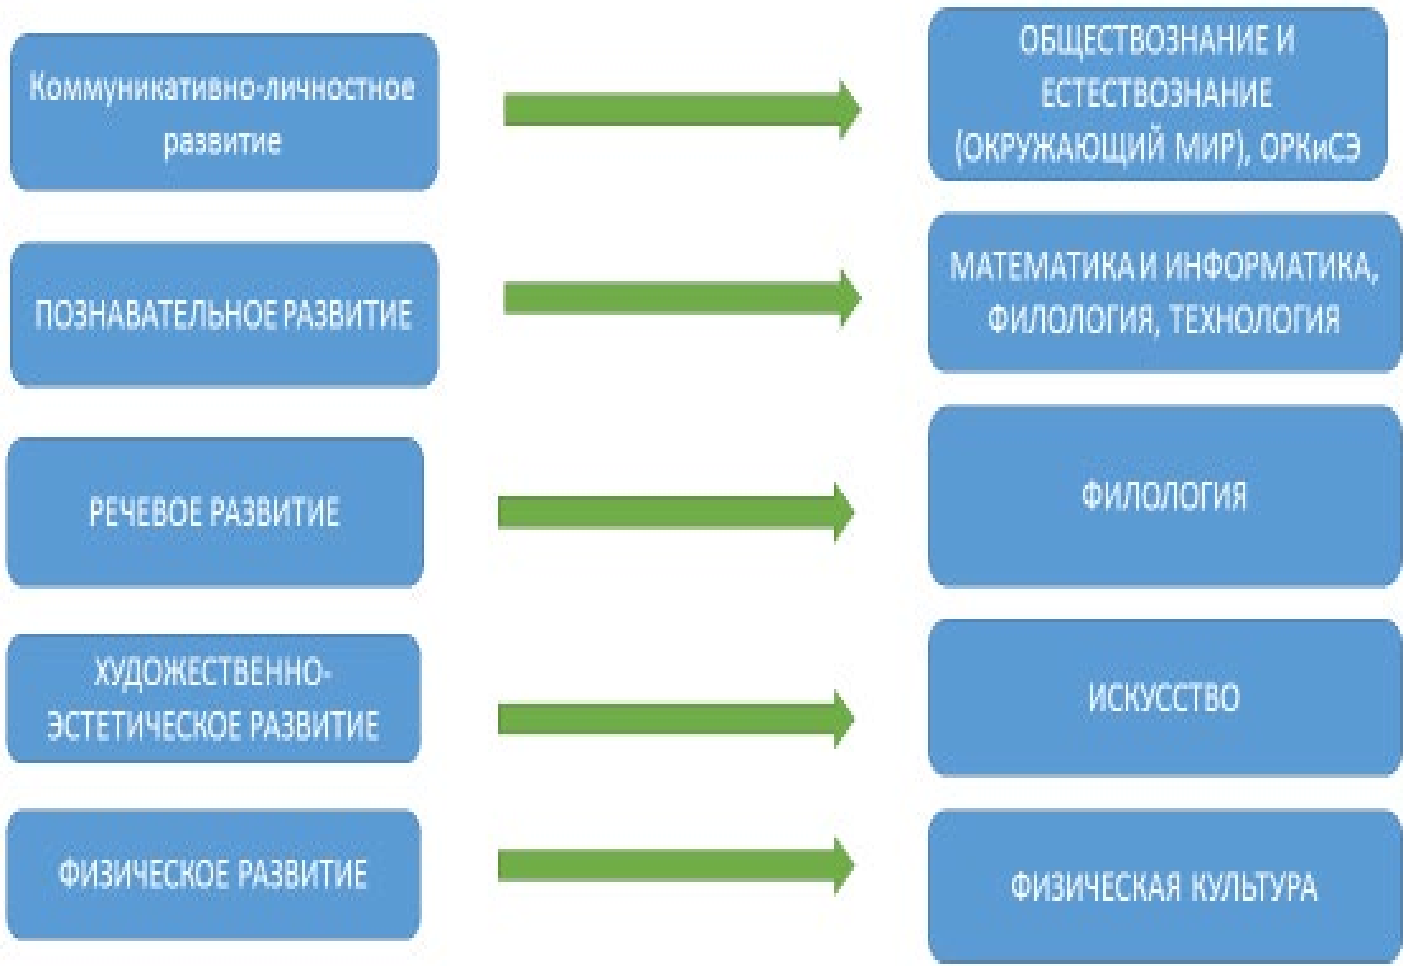 Коммуникативно-личностное
развитие
ОБЩЕСТВОЗНАНИЕ И
ЕСТЕСТВОЗНАНИЕ
(ОКРУЖАЮЩИЙ МИР), ОРКиСЭ
ПОЗНАВАТЕЛЬНОЕ РАЗВИТИЕ
МАТЕМАТИКА И ИНФОРМАТИКА,
ФИЛОЛОГИЯ, ТЕХНОЛОГИЯ
РЕЧЕВОЕ РАЗВИТИЕ
ФИЛОЛОГИЯ
ХУДОЖЕСТВЕННО-
ЭСТЕТИЧЕСКОЕ РАЗВИТИЕ
ИСКУССТВО
ФИЗИЧЕСКОЕ РАЗВИТИЕ
ФИЗИЧЕСКАЯ КУЛЬТУРА